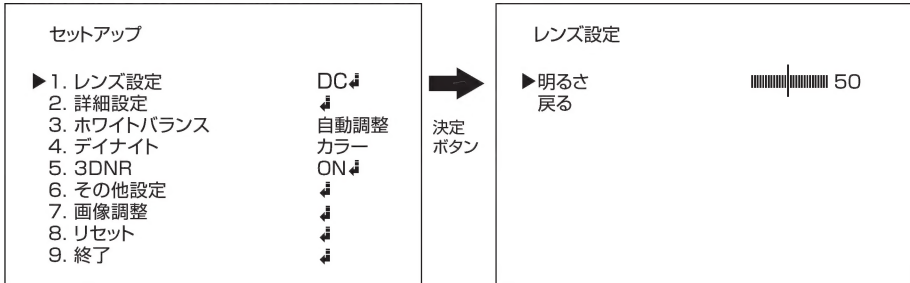 セットアップ
▶1. レンズ設定 DC↲
2. 詳細設定 ↲
3. ホワイトバランス 自動調整
4. デイナイト カラー
5. 3DNR ON↲
6. その他設定 ↲
7. 画像調整 ↲
8. リセット ↲
9. 終了 ↲
決定
ボタン
レンズ設定
▶明るさ 50
戻る